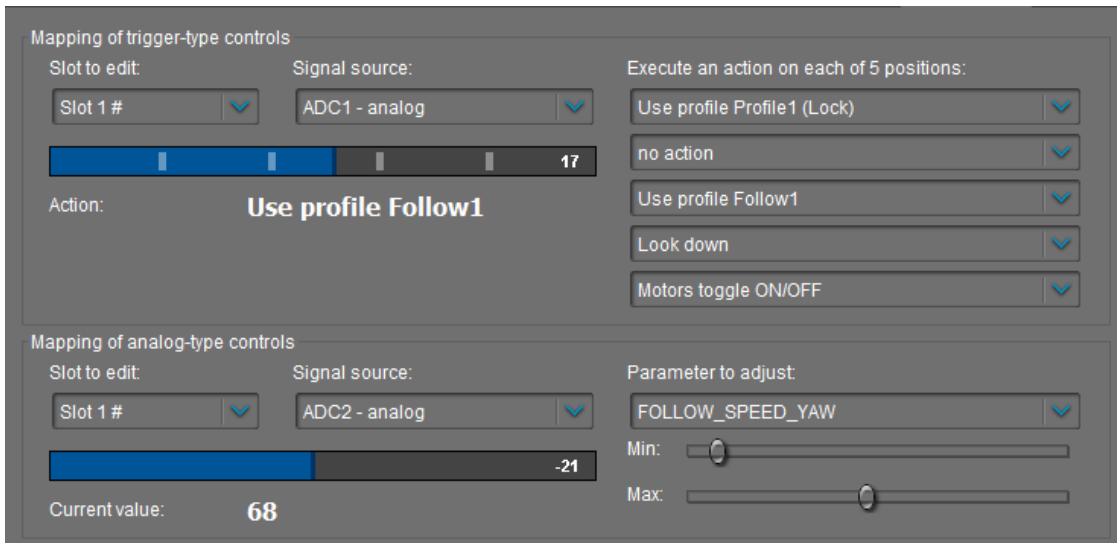 Mapping of trigger-type controls
Slot to edit: Signal source: Execute an action on each of 5 positions:
Slot 1 # ADC1 - analog Use profile Profile1 (Lock)
17 no action
Action: Use profile Follow1 Use profile Follow1
Look down
Motors toggle ON/OFF
Mapping of analog-type controls
Slot to edit: Signal source: Parameter to adjust:
Slot 1 # ADC2 - analog FOLLOW_SPEED_YAW
-21 Min:
Current value: 68 Max: